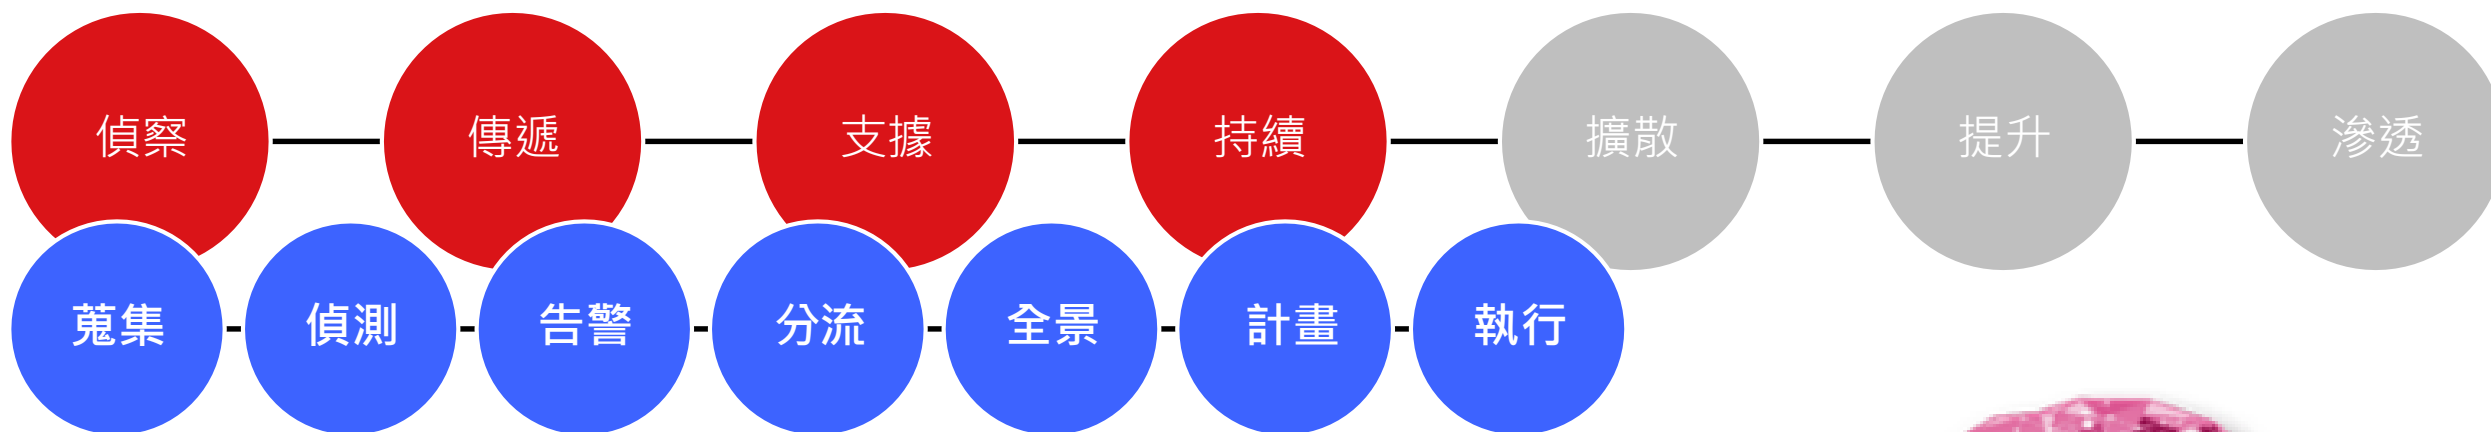 偵察 傳遞 支據 持續 擴散 提升 滲透
蒐集 偵測 告警 分流 全景 計畫 執行